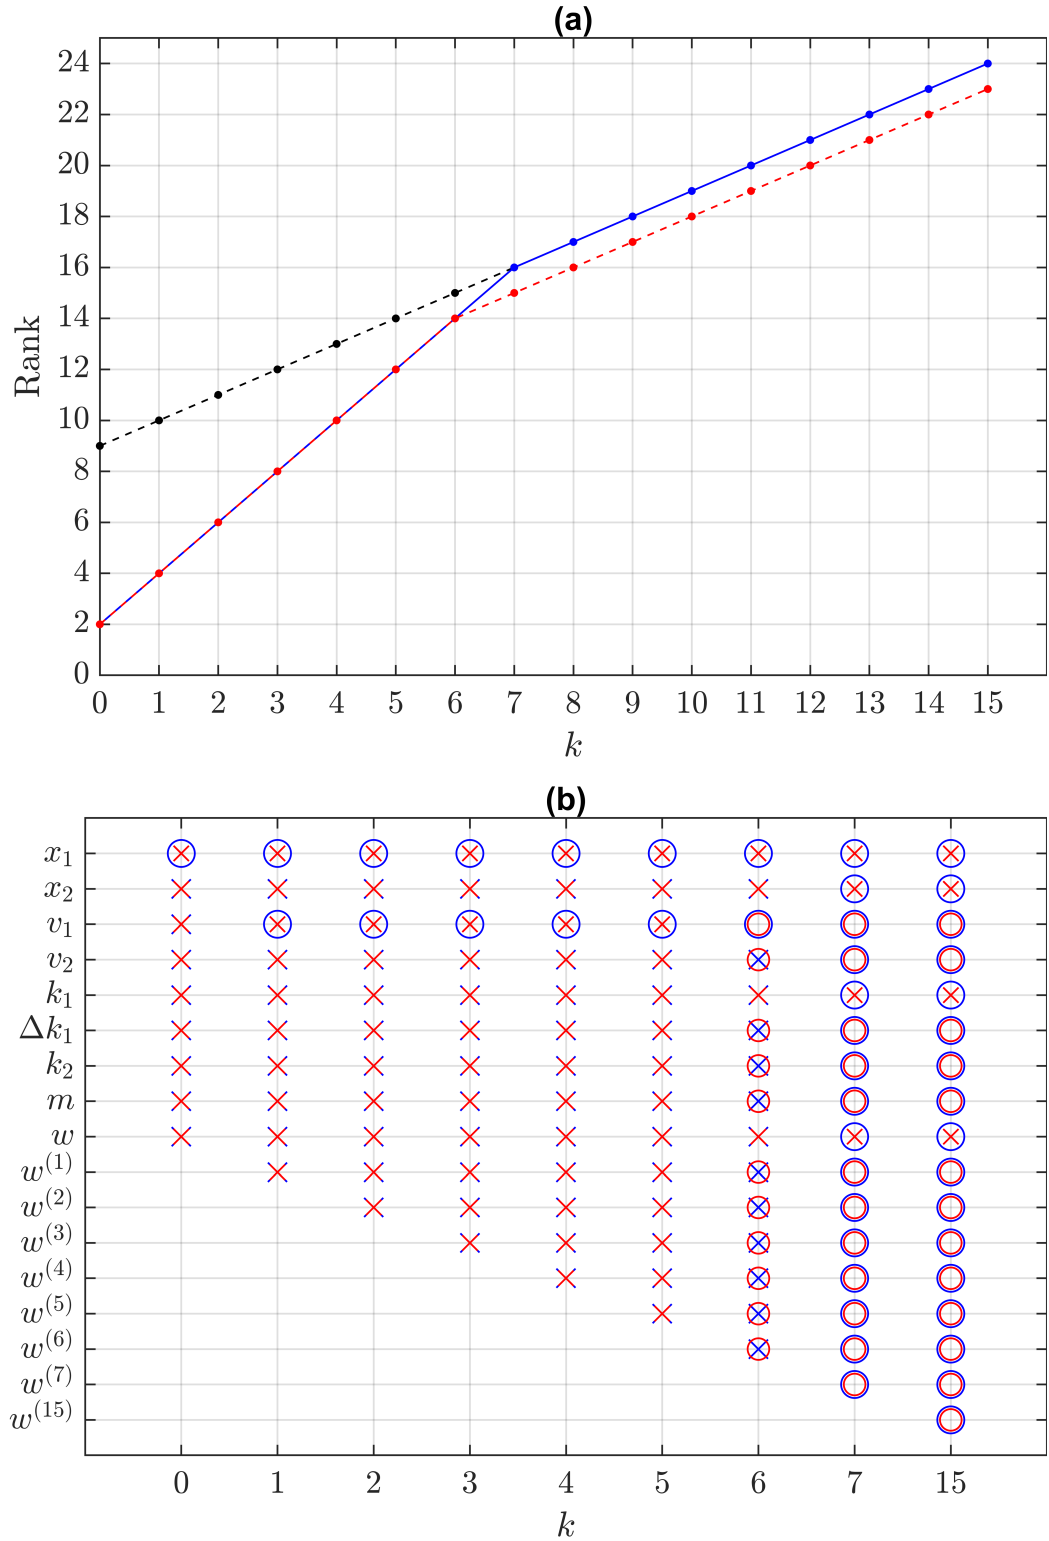 (a)
24
22
20
18
16
14
12
10
8
6
4
2
0
Rank
0 1 2 3 4 5 6 7 8 9 10 11 12 13 14 15
k
(b)
x₁
x₂
v₁
v₂
k₁
Δk₁
k₂
m
w
w⁽¹⁾
w⁽²⁾
w⁽³⁾
w⁽⁴⁾
w⁽⁵⁾
w⁽⁶⁾
w⁽⁷⁾
w⁽¹⁵⁾
0 1 2 3 4 5 6 7 15
k